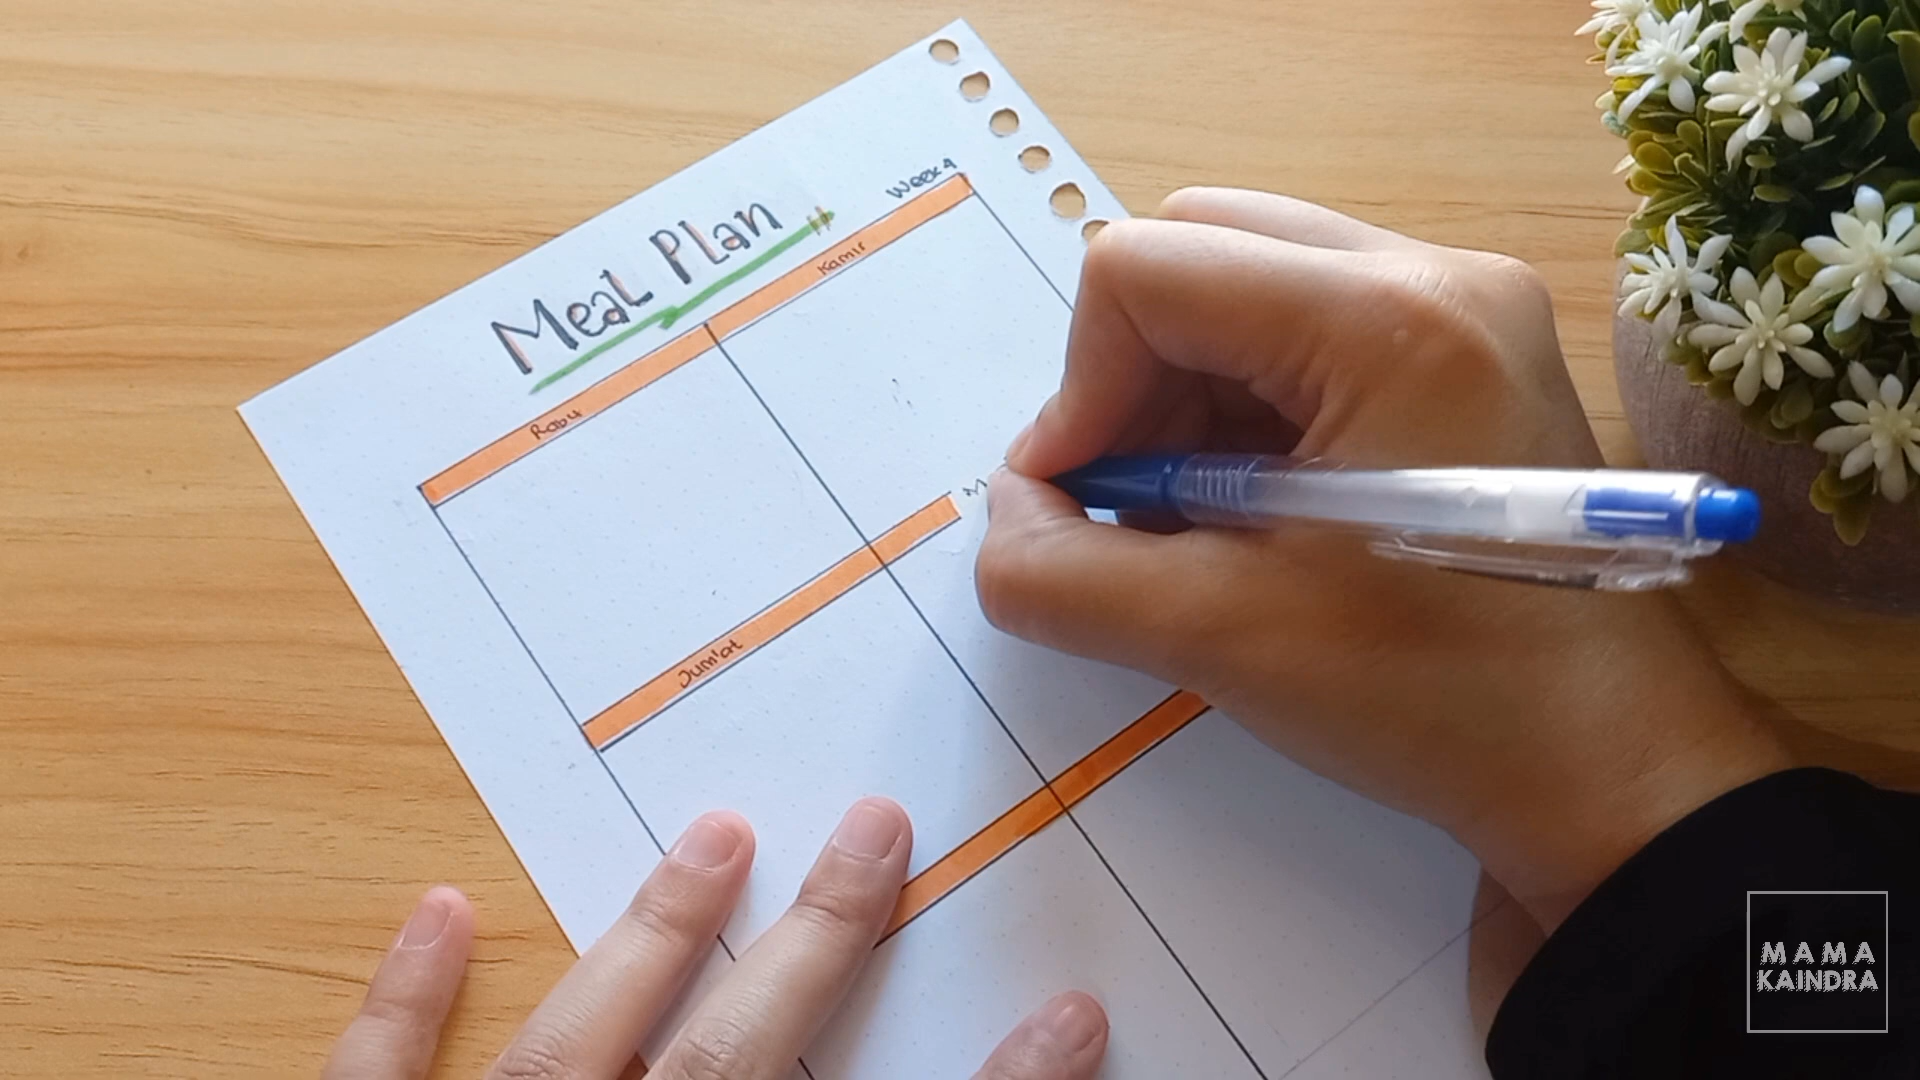 Meal Plan
Week 4
Rabu
Kamis
Jum'at
M
MAMA
KAINDRA